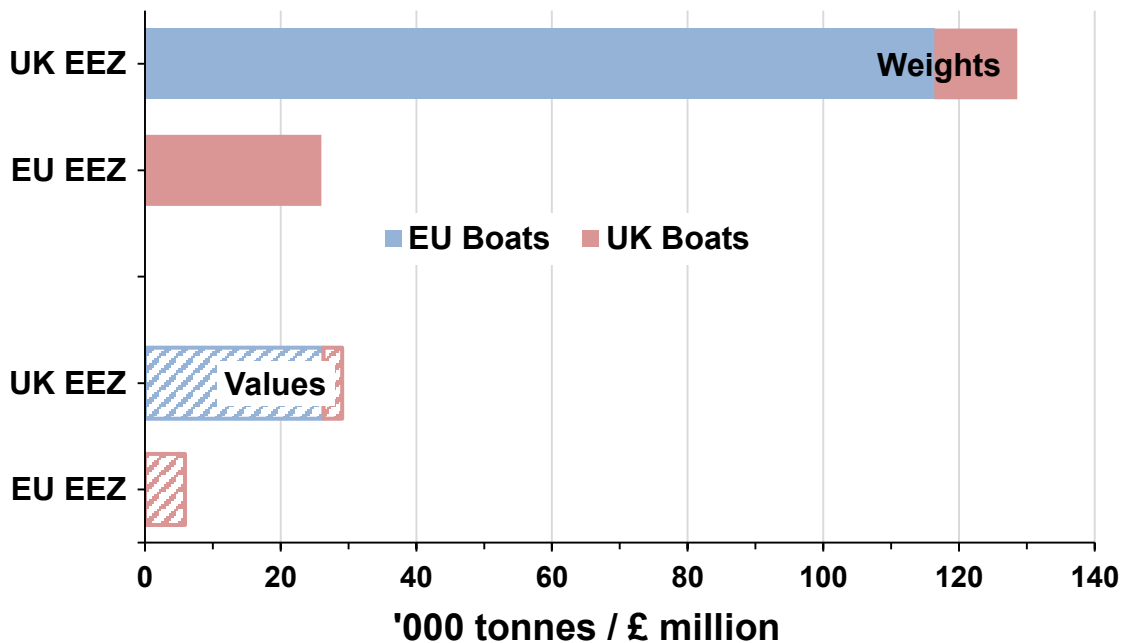 UK EEZ
Weights
EU EEZ
EU Boats UK Boats
UK EEZ
Values
EU EEZ
0 20 40 60 80 100 120 140
'000 tonnes / £ million